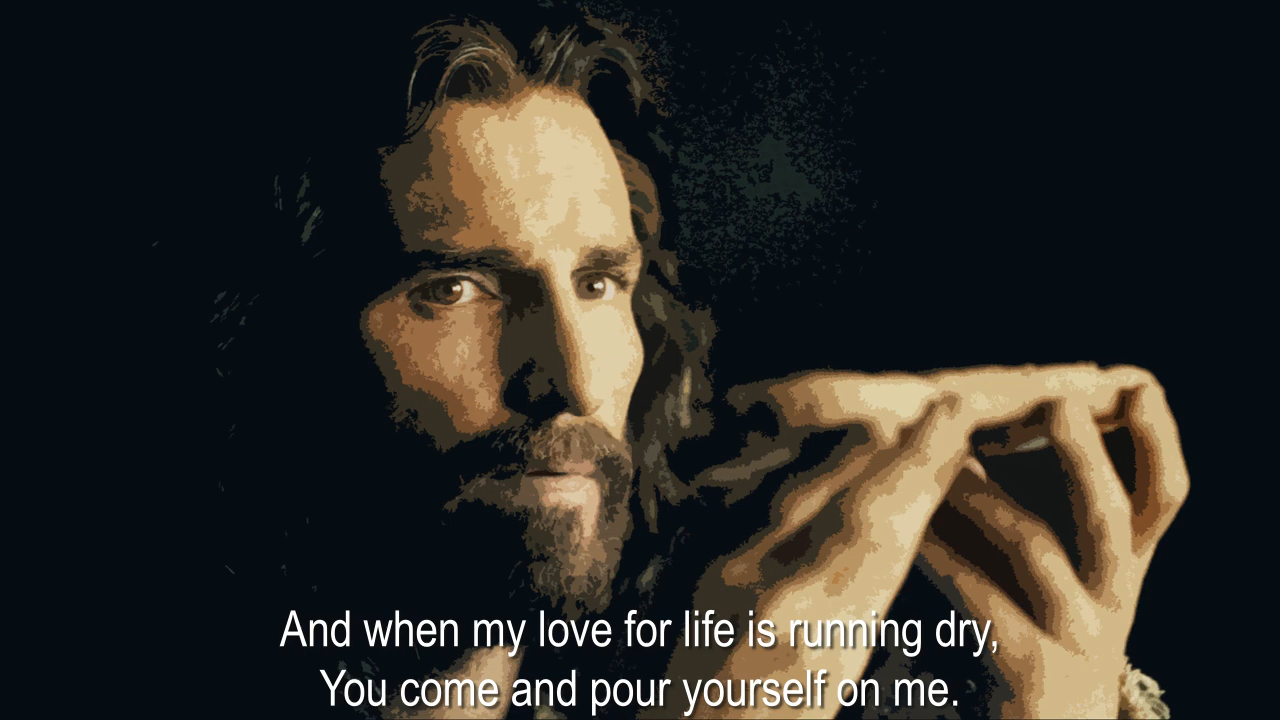 And when my love for life is running dry,
You come and pour yourself on me.